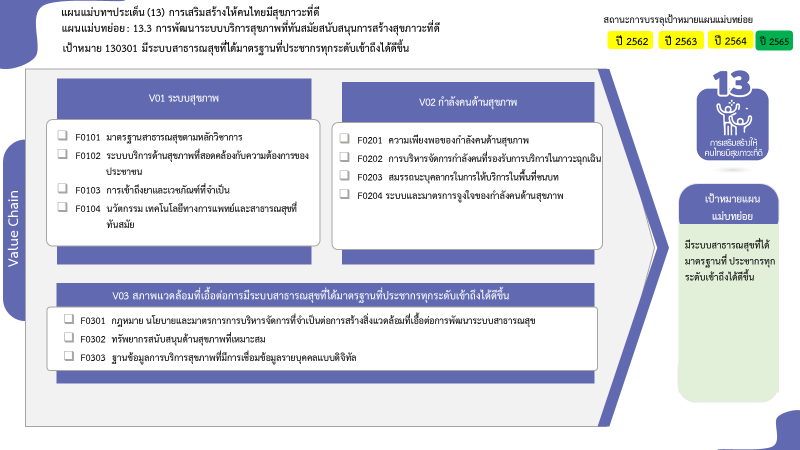 แผนแม่บทฯประเด็น (13) การเสริมสร้างให้คนไทยมีสุขภาวะที่ดี
แผนแม่บทย่อย : 13.3 การพัฒนาระบบบริการสุขภาพที่ทันสมัยสนับสนุนการสร้างสุขภาวะที่ดี
เป้าหมาย 130301 มีระบบสาธารณสุขที่ได้มาตรฐานที่ประชากรทุกระดับเข้าถึงได้ดีขึ้น
สถานะการบรรลุเป้าหมายแผนแม่บทย่อย
ปี 2562 ปี 2563 ปี 2564 ปี 2565
Value Chain
V01 ระบบสุขภาพ
F0101 มาตรฐานสาธารณสุขตามหลักวิชาการ
F0102 ระบบบริการด้านสุขภาพที่สอดคล้องกับความต้องการของ
ประชาชน
F0103 การเข้าถึงยาและเวชภัณฑ์ที่จำเป็น
F0104 นวัตกรรม เทคโนโลยีทางการแพทย์และสาธารณสุขที่
ทันสมัย
V02 กำลังคนด้านสุขภาพ
F0201 ความเพียงพอของกำลังคนด้านสุขภาพ
F0202 การบริหารจัดการกำลังคนที่รองรับการบริการในภาวะฉุกเฉิน
F0203 สมรรถนะบุคลากรในการให้บริการในพื้นที่ชนบท
F0204 ระบบและมาตรการจูงใจของกำลังคนด้านสุขภาพ
V03 สภาพแวดล้อมที่เอื้อต่อการมีระบบสาธารณสุขที่ได้มาตรฐานที่ประชากรทุกระดับเข้าถึงได้ดีขึ้น
F0301 กฎหมาย นโยบายและมาตรการการบริหารจัดการที่จำเป็นต่อการสร้างสิ่งแวดล้อมที่เอื้อต่อการพัฒนาระบบสาธารณสุข
F0302 ทรัพยากรสนับสนุนด้านสุขภาพที่เหมาะสม
F0303 ฐานข้อมูลการบริการสุขภาพที่มีการเชื่อมข้อมูลรายบุคคลแบบดิจิทัล
13
การเสริมสร้างให้
คนไทยมีสุขภาวะที่ดี
เป้าหมายแผน
แม่บทย่อย
มีระบบสาธารณสุขที่ได้
มาตรฐานที่ ประชากรทุก
ระดับเข้าถึงได้ดีขึ้น